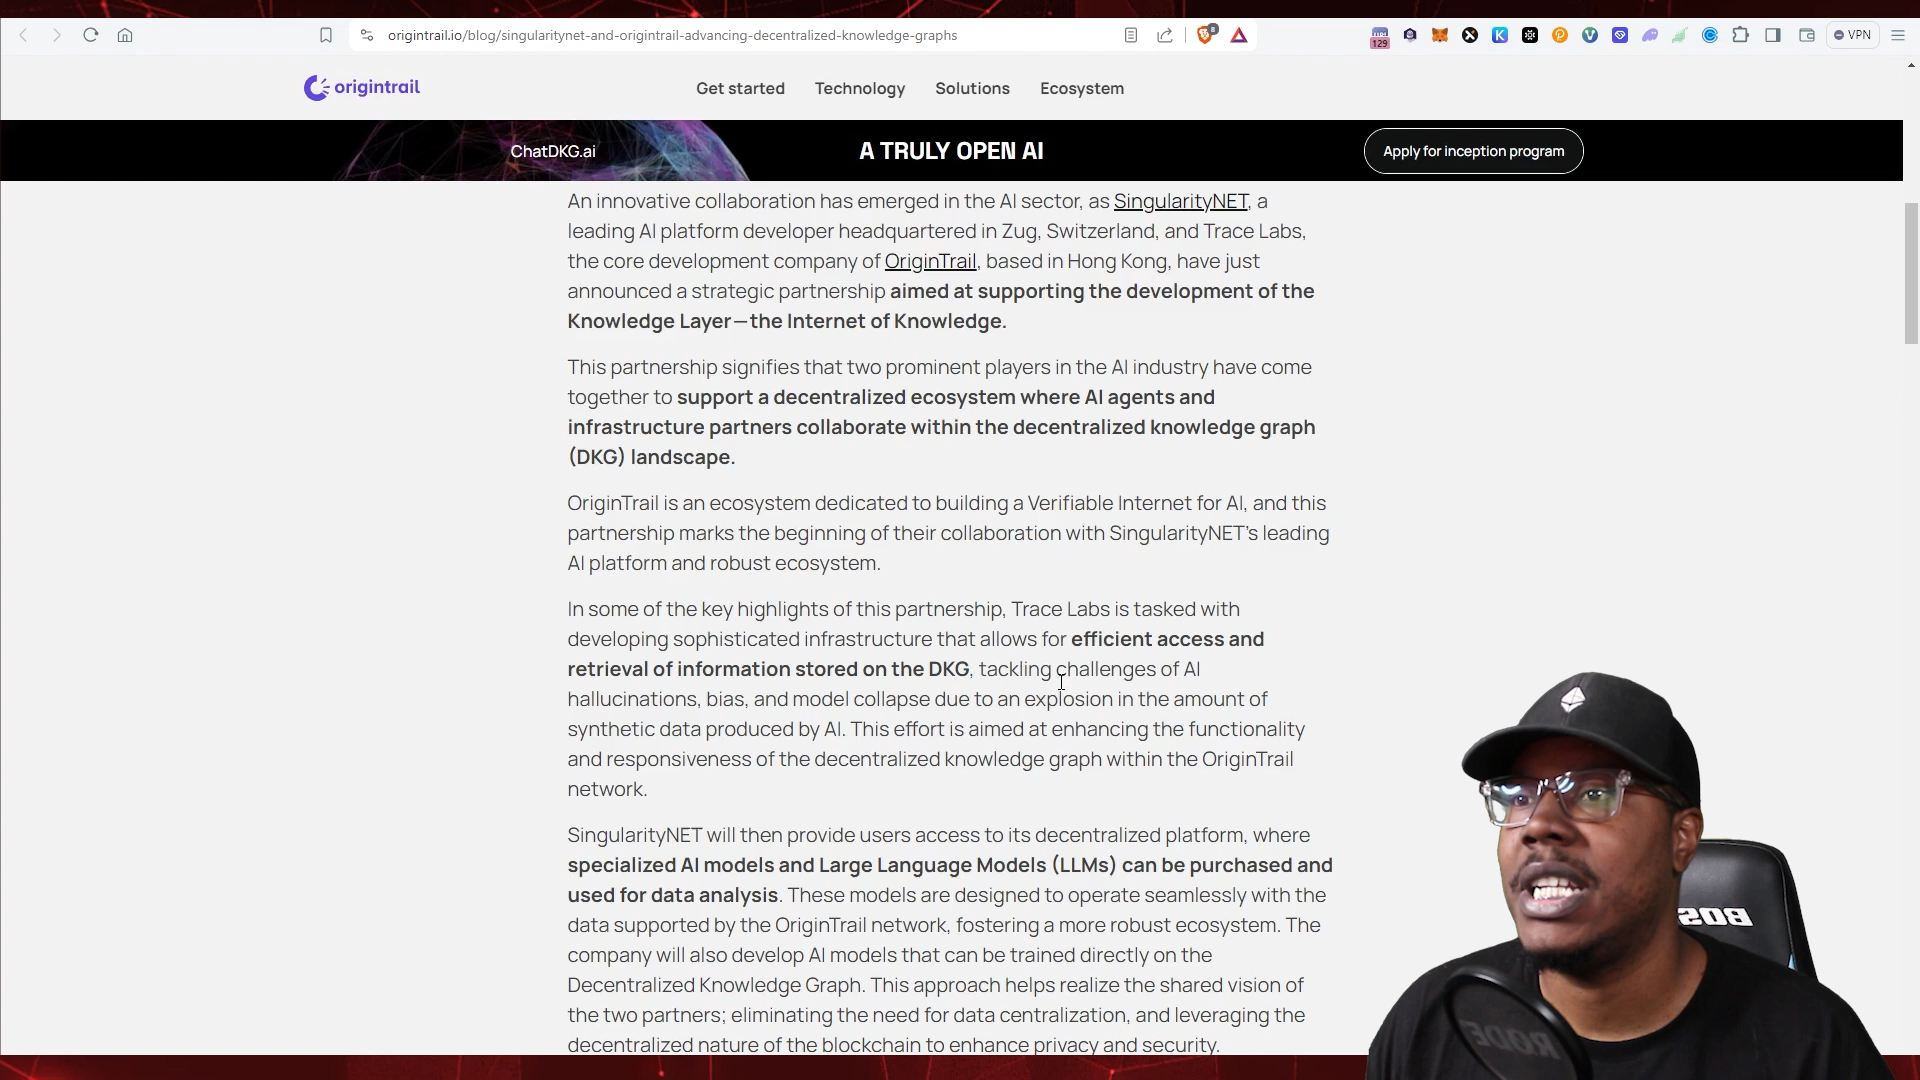 origintrail.io/blog/singularitynet-and-origintrail-advancing-decentralized-knowledge-graphs
8
129
VPN
origintrail
Get started
Technology
Solutions
Ecosystem
ChatDKG.ai
A TRULY OPEN AI
Apply for inception program
An innovative collaboration has emerged in the AI sector, as SingularityNET, a
leading AI platform developer headquartered in Zug, Switzerland, and Trace Labs,
the core development company of OriginTrail, based in Hong Kong, have just
announced a strategic partnership aimed at supporting the development of the
Knowledge Layer—the Internet of Knowledge.
This partnership signifies that two prominent players in the AI industry have come
together to support a decentralized ecosystem where AI agents and
infrastructure partners collaborate within the decentralized knowledge graph
(DKG) landscape.
OriginTrail is an ecosystem dedicated to building a Verifiable Internet for AI, and this
partnership marks the beginning of their collaboration with SingularityNET's leading
AI platform and robust ecosystem.
In some of the key highlights of this partnership, Trace Labs is tasked with
developing sophisticated infrastructure that allows for efficient access and
retrieval of information stored on the DKG, tackling challenges of AI
hallucinations, bias, and model collapse due to an explosion in the amount of
synthetic data produced by AI. This effort is aimed at enhancing the functionality
and responsiveness of the decentralized knowledge graph within the OriginTrail
network.
SingularityNET will then provide users access to its decentralized platform, where
specialized AI models and Large Language Models (LLMs) can be purchased and
used for data analysis. These models are designed to operate seamlessly with the
data supported by the OriginTrail network, fostering a more robust ecosystem. The
company will also develop AI models that can be trained directly on the
Decentralized Knowledge Graph. This approach helps realize the shared vision of
the two partners; eliminating the need for data centralization, and leveraging the
decentralized nature of the blockchain to enhance privacy and security.
BOSS
RODE